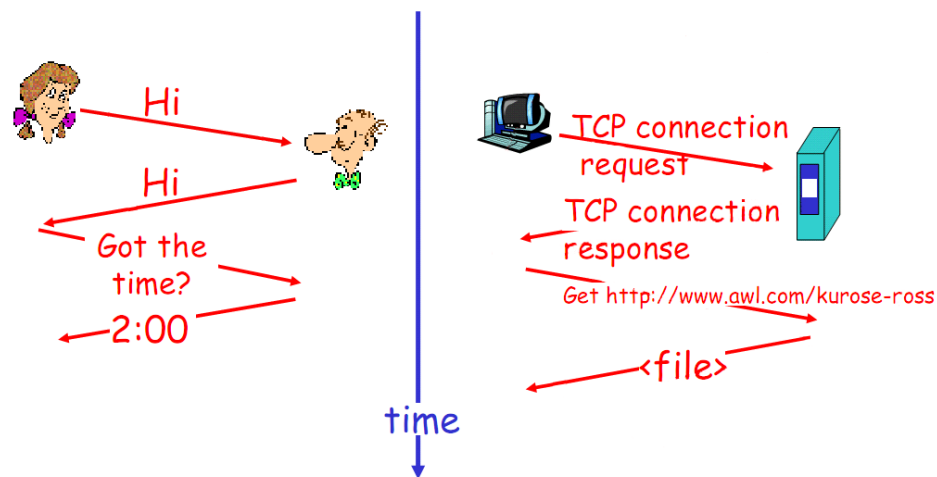 Hi
Hi
Got the
time?
2:00
time
TCP connection
request
TCP connection
response
Get http://www.awl.com/kurose-ross
<file>